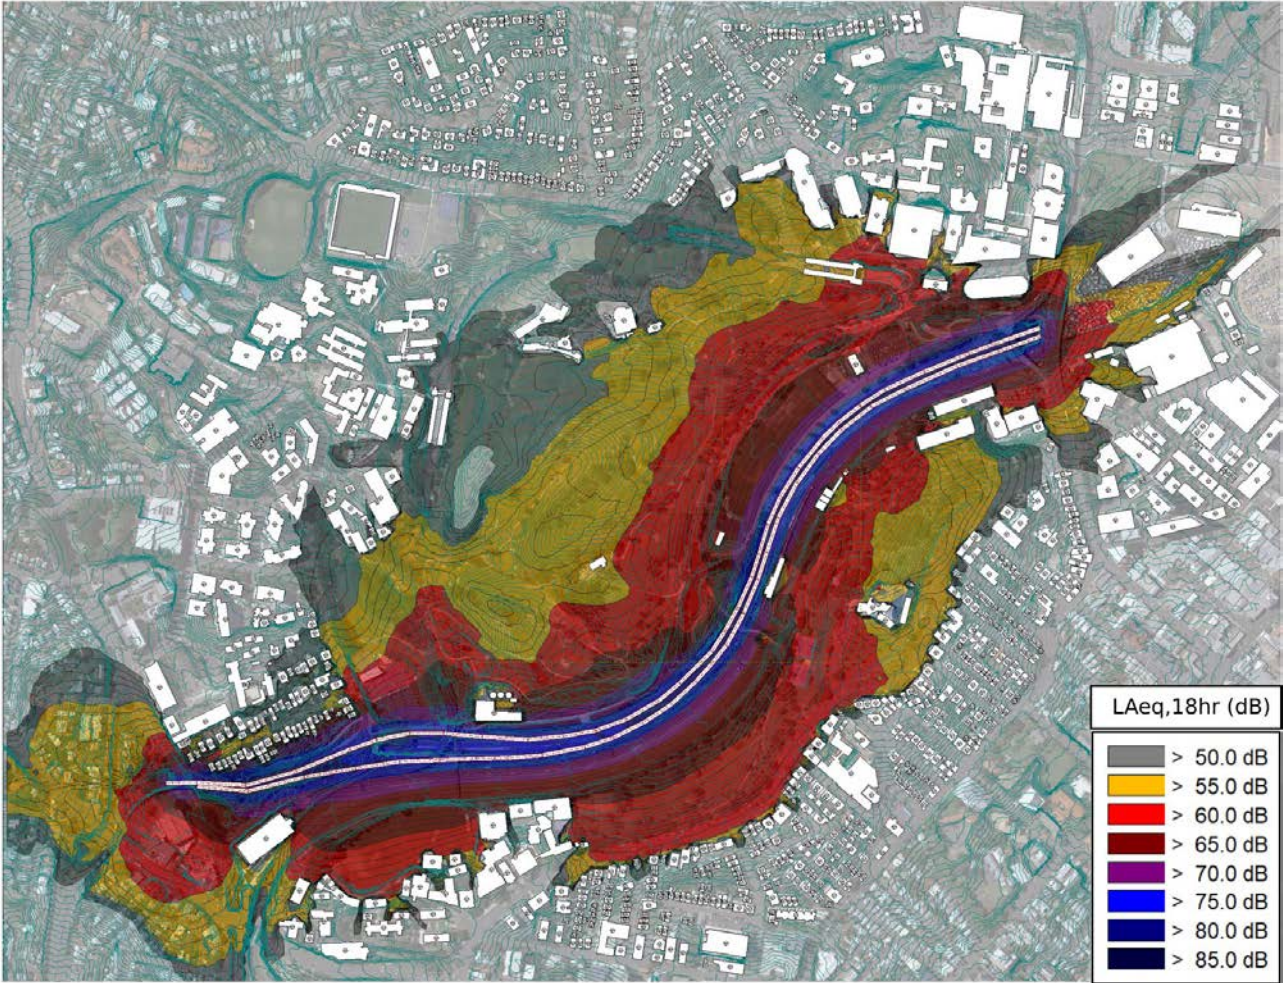 LAeq,18hr (dB)
> 50.0 dB
> 55.0 dB
> 60.0 dB
> 65.0 dB
> 70.0 dB
> 75.0 dB
> 80.0 dB
> 85.0 dB